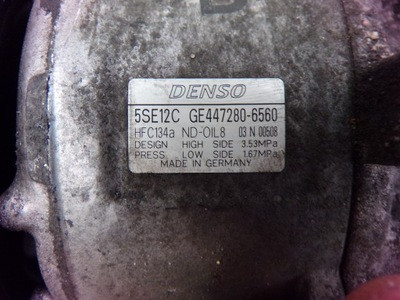 DENSO
5SE12C GE447280-6560
HFC134a ND-OIL8 03 N 00508
DESIGN HIGH SIDE 3.53MPa
PRESS LOW SIDE 1.67MPa
MADE IN GERMANY